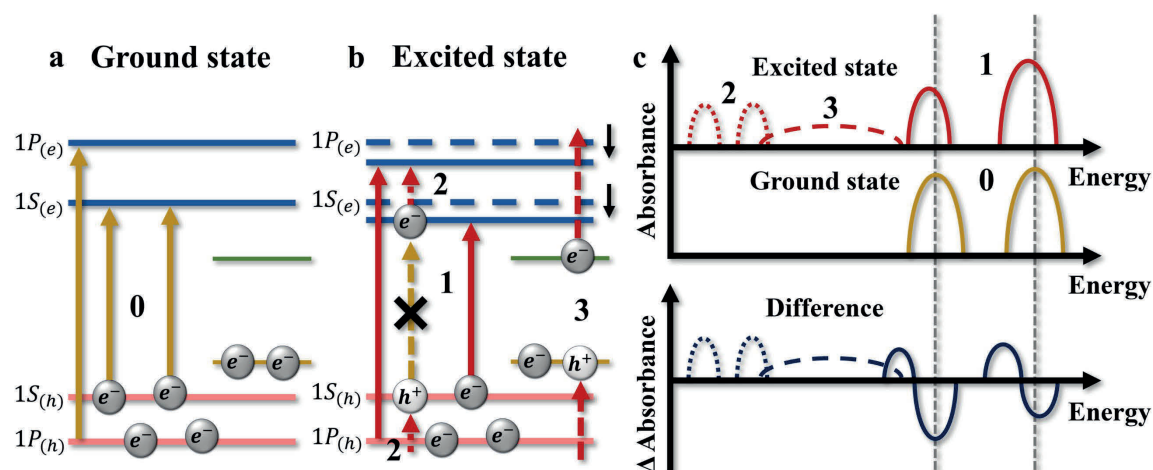 a Ground state
1P(e)
1S(e)
0
e⁻ e⁻
1S(h) e⁻ e⁻
1P(h) e⁻ e⁻
b Excited state
1P(e)
2
1S(e)
e⁻
e⁻
1
3
e⁻ h⁺
1S(h) h⁺ e⁻
1P(h) 2 e⁻ e⁻
c
Absorbance
Excited state 1
2 3
Energy
Ground state 0
Energy
Δ Absorbance
Difference
Energy